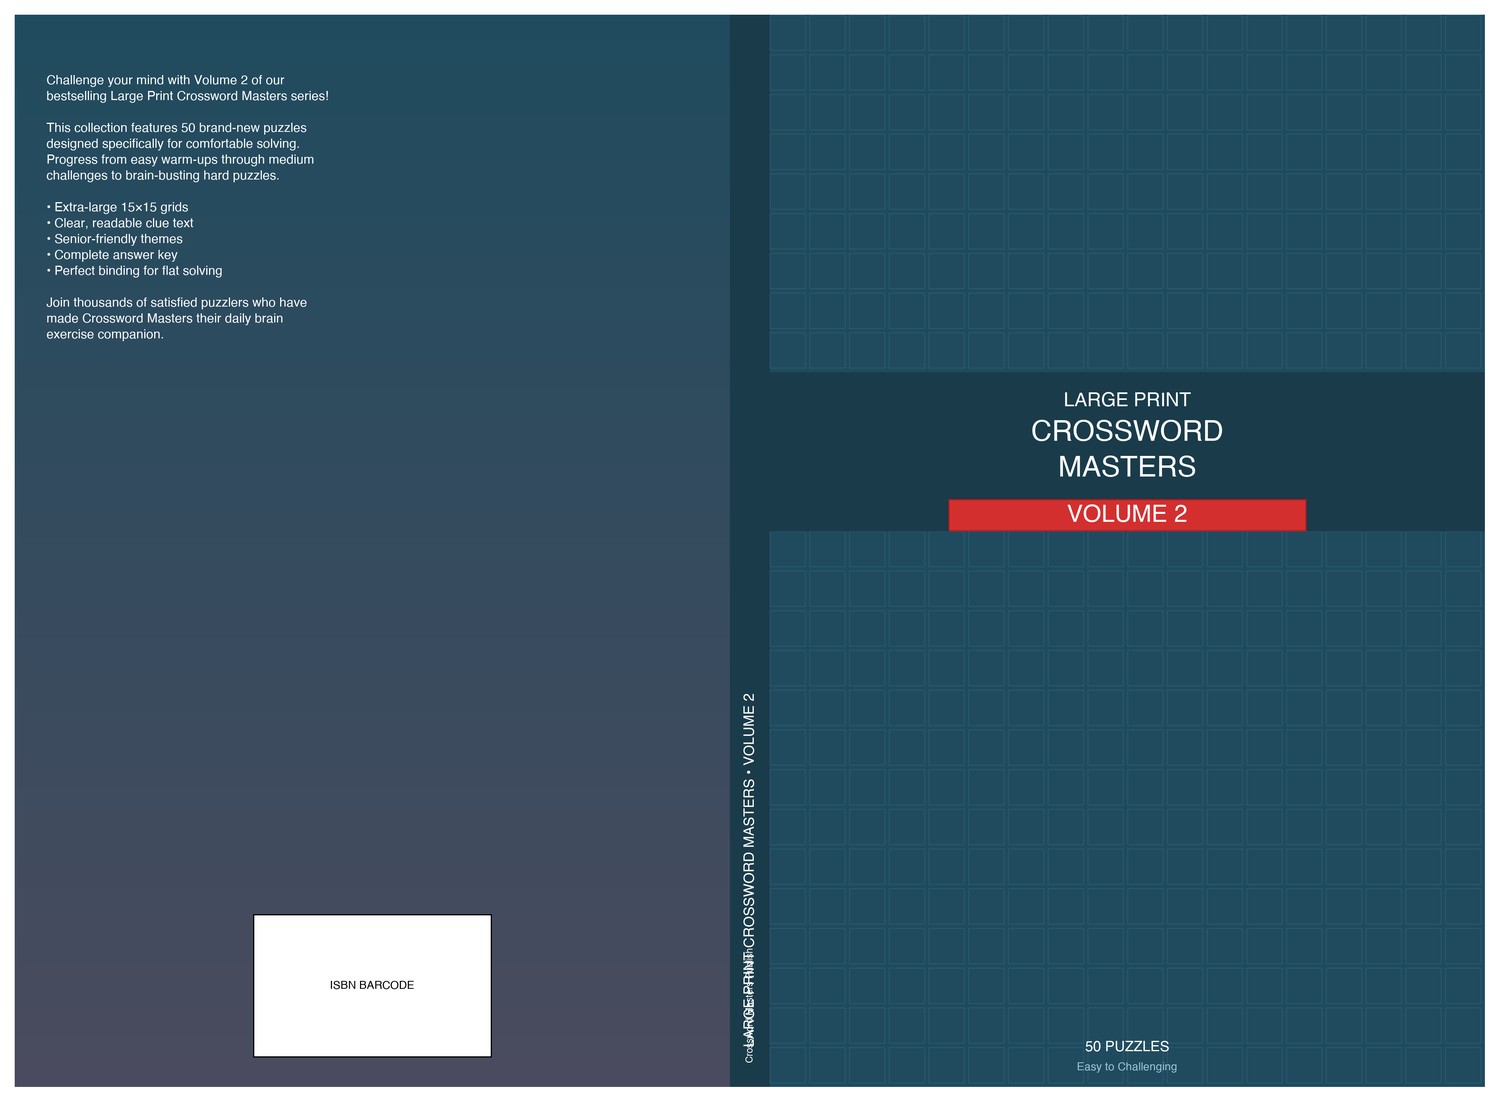 Challenge your mind with Volume 2 of our
bestselling Large Print Crossword Masters series!
This collection features 50 brand-new puzzles
designed specifically for comfortable solving.
Progress from easy warm-ups through medium
challenges to brain-busting hard puzzles.
• Extra-large 15×15 grids
• Clear, readable clue text
• Senior-friendly themes
• Complete answer key
• Perfect binding for flat solving
Join thousands of satisfied puzzlers who have
made Crossword Masters their daily brain
exercise companion.
ISBN BARCODE
LARGE PRINT CROSSWORD MASTERS • VOLUME 2
LARGE PRINT
CROSSWORD
MASTERS
VOLUME 2
50 PUZZLES
Easy to Challenging